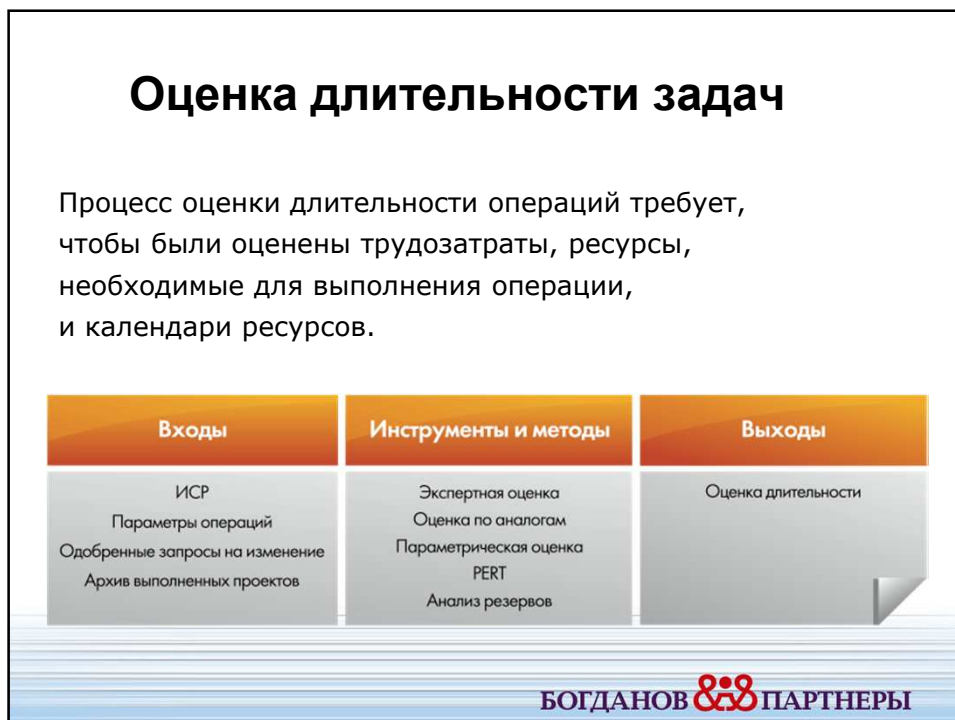 Оценка длительности задач
Процесс оценки длительности операций требует,
чтобы были оценены трудозатраты, ресурсы,
необходимые для выполнения операции,
и календари ресурсов.
Входы
ИСР
Параметры операций
Одобренные запросы на изменение
Архив выполненных проектов
Инструменты и методы
Экспертная оценка
Оценка по аналогам
Параметрическая оценка
PERT
Анализ резервов
Выходы
Оценка длительности
БОГДАНОВ ПАРТНЕРЫ